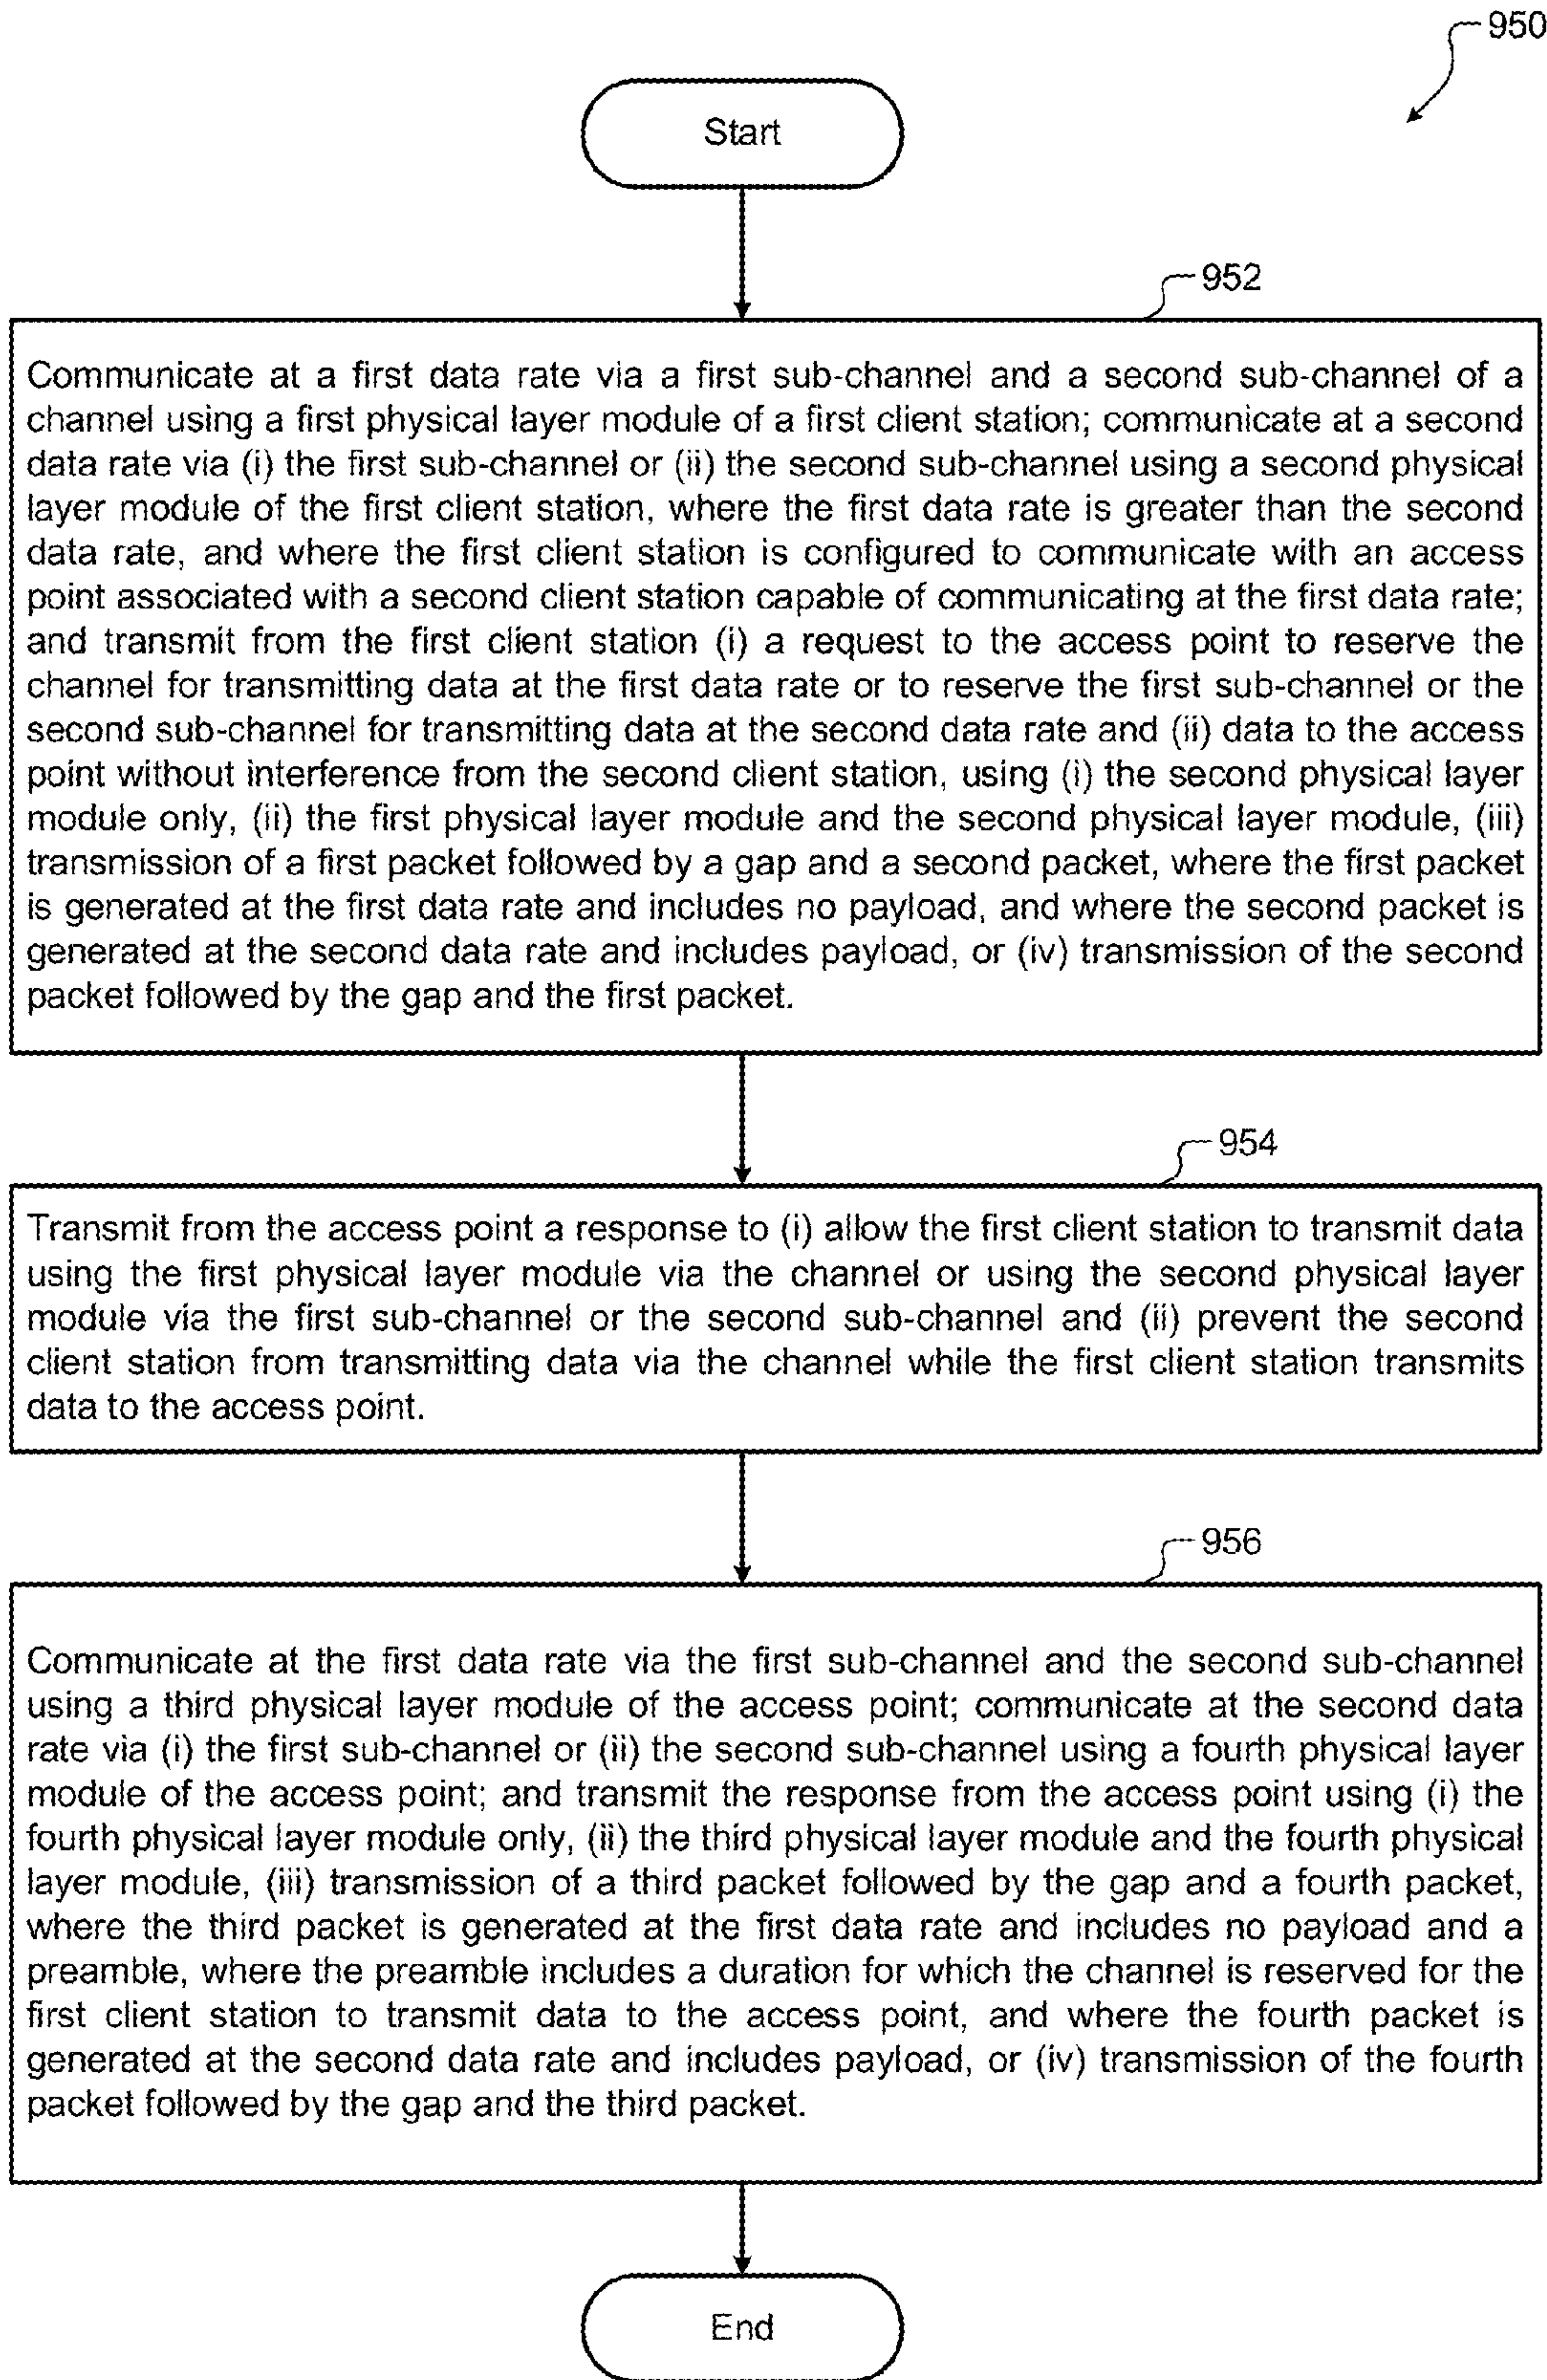 950
Start
952
Communicate at a first data rate via a first sub-channel and a second sub-channel of a
channel using a first physical layer module of a first client station; communicate at a second
data rate via (i) the first sub-channel or (ii) the second sub-channel using a second physical
layer module of the first client station, where the first data rate is greater than the second
data rate, and where the first client station is configured to communicate with an access
point associated with a second client station capable of communicating at the first data rate;
and transmit from the first client station (i) a request to the access point to reserve the
channel for transmitting data at the first data rate or to reserve the first sub-channel or the
second sub-channel for transmitting data at the second data rate and (ii) data to the access
point without interference from the second client station, using (i) the second physical layer
module only, (ii) the first physical layer module and the second physical layer module, (iii)
transmission of a first packet followed by a gap and a second packet, where the first packet
is generated at the first data rate and includes no payload, and where the second packet is
generated at the second data rate and includes payload, or (iv) transmission of the second
packet followed by the gap and the first packet.
954
Transmit from the access point a response to (i) allow the first client station to transmit data
using the first physical layer module via the channel or using the second physical layer
module via the first sub-channel or the second sub-channel and (ii) prevent the second
client station from transmitting data via the channel while the first client station transmits
data to the access point.
956
Communicate at the first data rate via the first sub-channel and the second sub-channel
using a third physical layer module of the access point; communicate at the second data
rate via (i) the first sub-channel or (ii) the second sub-channel using a fourth physical layer
module of the access point; and transmit the response from the access point using (i) the
fourth physical layer module only, (ii) the third physical layer module and the fourth physical
layer module, (iii) transmission of a third packet followed by the gap and a fourth packet,
where the third packet is generated at the first data rate and includes no payload and a
preamble, where the preamble includes a duration for which the channel is reserved for the
first client station to transmit data to the access point, and where the fourth packet is
generated at the second data rate and includes payload, or (iv) transmission of the fourth
packet followed by the gap and the third packet.
End